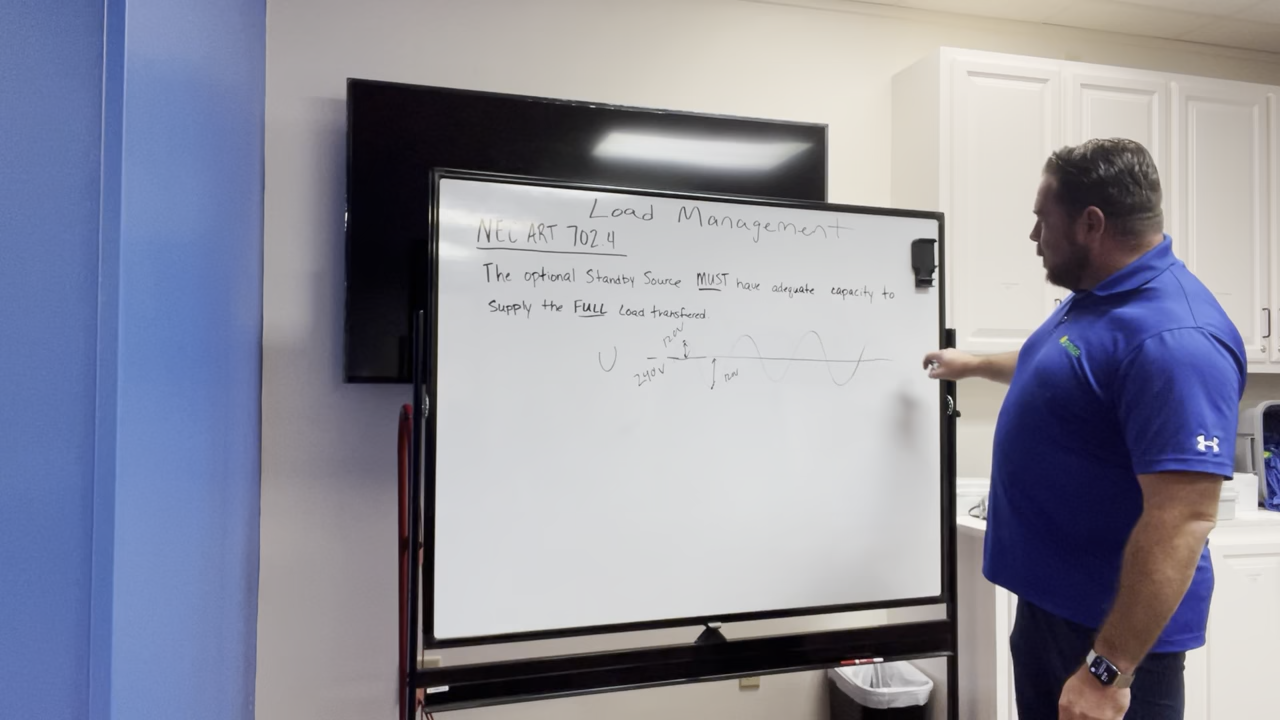 Load Management
NEC ART 702.4
The optional Standby Source MUST have adequate capacity to
Supply the FULL Load transfered.
120V
240V
120V